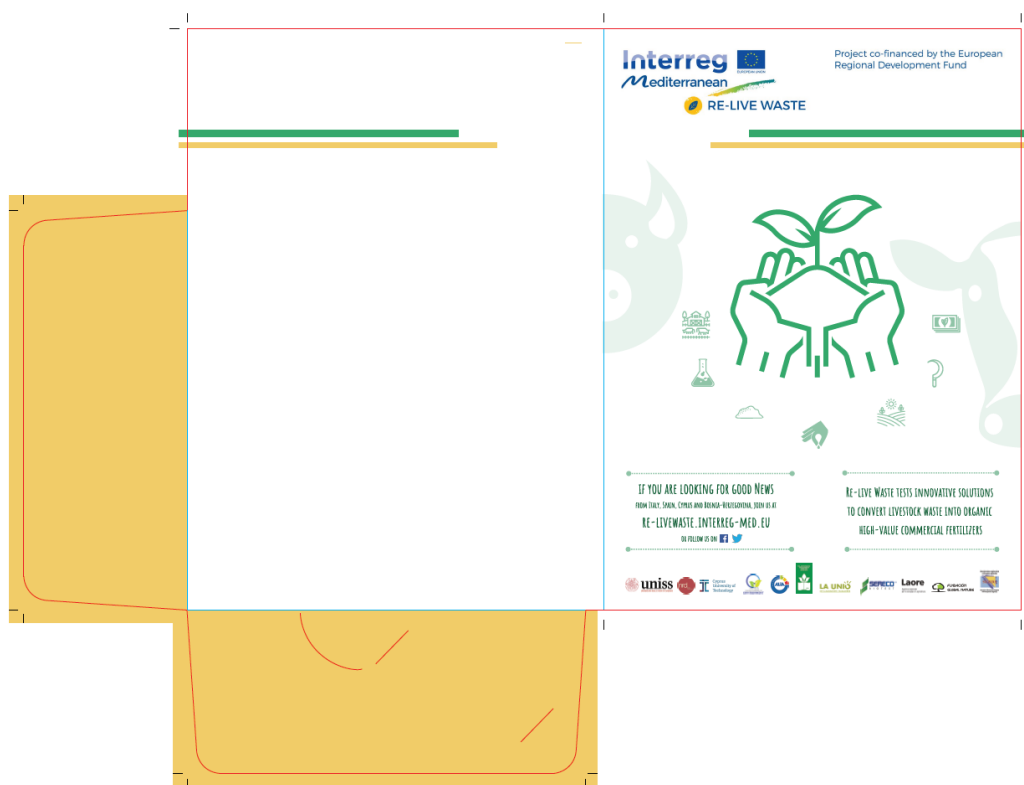 Interreg
EUROPEAN UNION
Mediterranean
RE-LIVE WASTE
Project co-financed by the European
Regional Development Fund
if you are looking for good News
from Italy, Spain, Cyprus and Bosnia-Herzegovina, join us at
re-livewaste.interreg-med.eu
or follow us on
Re-live Waste tests innovative solutions
to convert livestock waste into organic
high-value commercial fertilizers
uniss
Cyprus
University of
Technology
LA UNIÓ
SERECO
Laore
FUNDACIÓN
GLOBAL NATURE